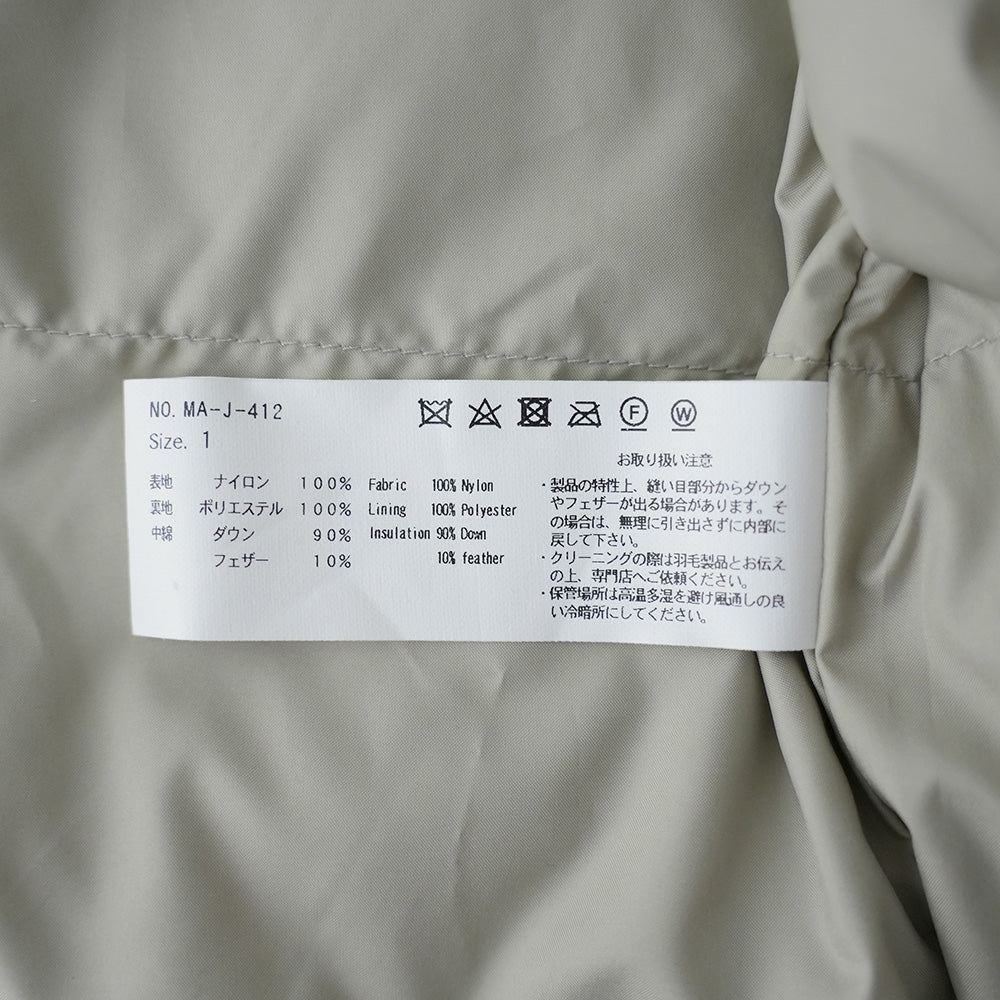 NO. MA-J-412
Size. 1
表地 ナイロン 100% Fabric 100% Nylon
裏地 ポリエステル 100% Lining 100% Polyester
中綿 ダウン 90% Insulation 90% Down
フェザー 10% 10% feather
F W
お取り扱い注意
・製品の特性上、縫い目部分からダウン
やフェザーが出る場合があります。そ
の場合は、無理に引き出さずに内部に
戻して下さい。
・クリーニングの際は羽毛製品とお伝え
の上、専門店へご依頼ください。
・保管場所は高温多湿を避け風通しの良
い冷暗所にしてください。